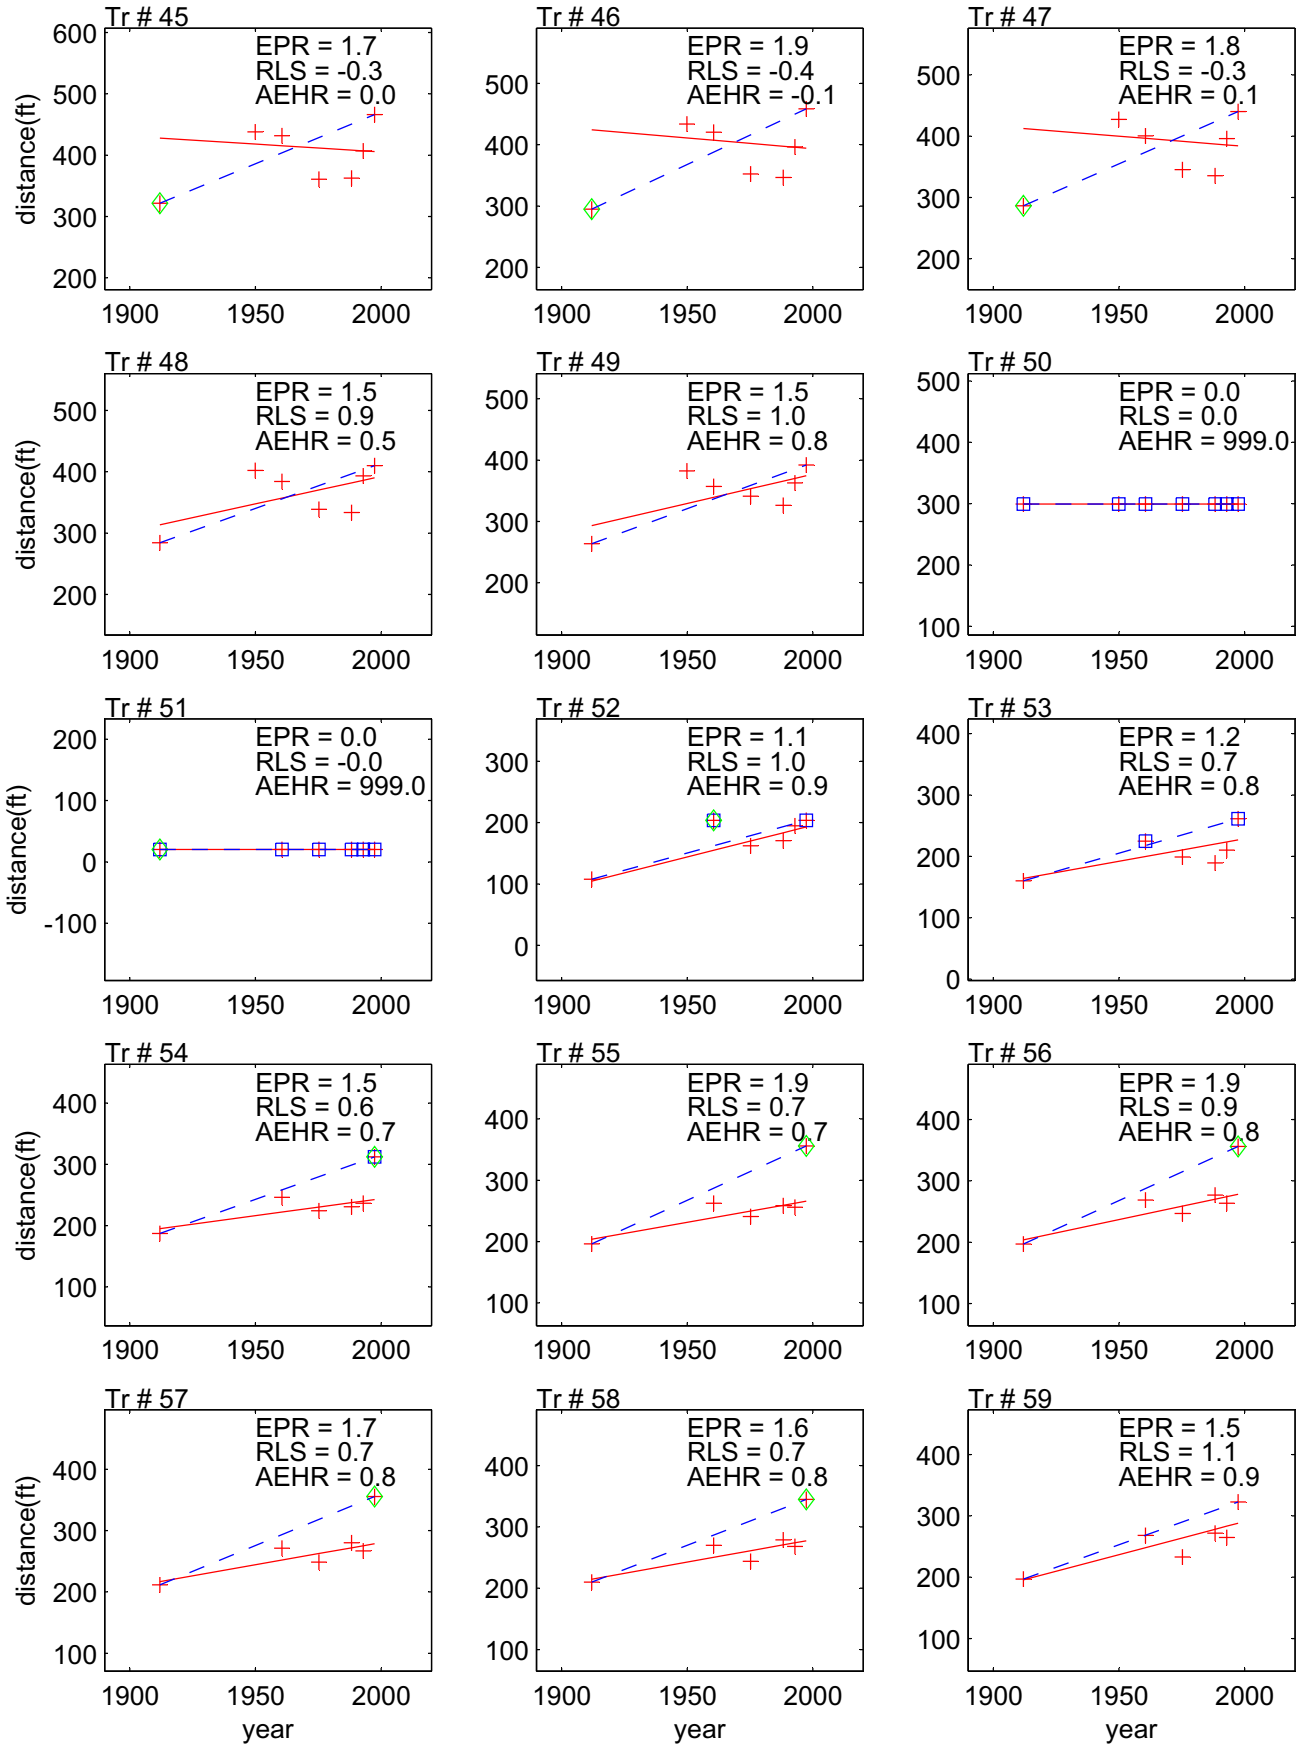 Tr # 45
EPR = 1.7
RLS = -0.3
AEHR = 0.0
600
500
400
300
200
distance(ft)
1900 1950 2000
Tr # 46
EPR = 1.9
RLS = -0.4
AEHR = -0.1
500
400
300
200
1900 1950 2000
Tr # 47
EPR = 1.8
RLS = -0.3
AEHR = 0.1
500
400
300
200
1900 1950 2000
Tr # 48
EPR = 1.5
RLS = 0.9
AEHR = 0.5
500
400
300
200
distance(ft)
1900 1950 2000
Tr # 49
EPR = 1.5
RLS = 1.0
AEHR = 0.8
500
400
300
200
1900 1950 2000
Tr # 50
EPR = 0.0
RLS = 0.0
AEHR = 999.0
500
400
300
200
100
1900 1950 2000
Tr # 51
EPR = 0.0
RLS = -0.0
AEHR = 999.0
200
100
0
-100
distance(ft)
1900 1950 2000
Tr # 52
EPR = 1.1
RLS = 1.0
AEHR = 0.9
300
200
100
0
1900 1950 2000
Tr # 53
EPR = 1.2
RLS = 0.7
AEHR = 0.8
400
300
200
100
0
1900 1950 2000
Tr # 54
EPR = 1.5
RLS = 0.6
AEHR = 0.7
400
300
200
100
distance(ft)
1900 1950 2000
Tr # 55
EPR = 1.9
RLS = 0.7
AEHR = 0.7
400
300
200
100
1900 1950 2000
Tr # 56
EPR = 1.9
RLS = 0.9
AEHR = 0.8
400
300
200
100
1900 1950 2000
Tr # 57
EPR = 1.7
RLS = 0.7
AEHR = 0.8
400
300
200
100
distance(ft)
1900 1950 2000
year
Tr # 58
EPR = 1.6
RLS = 0.7
AEHR = 0.8
400
300
200
100
1900 1950 2000
year
Tr # 59
EPR = 1.5
RLS = 1.1
AEHR = 0.9
400
300
200
100
1900 1950 2000
year